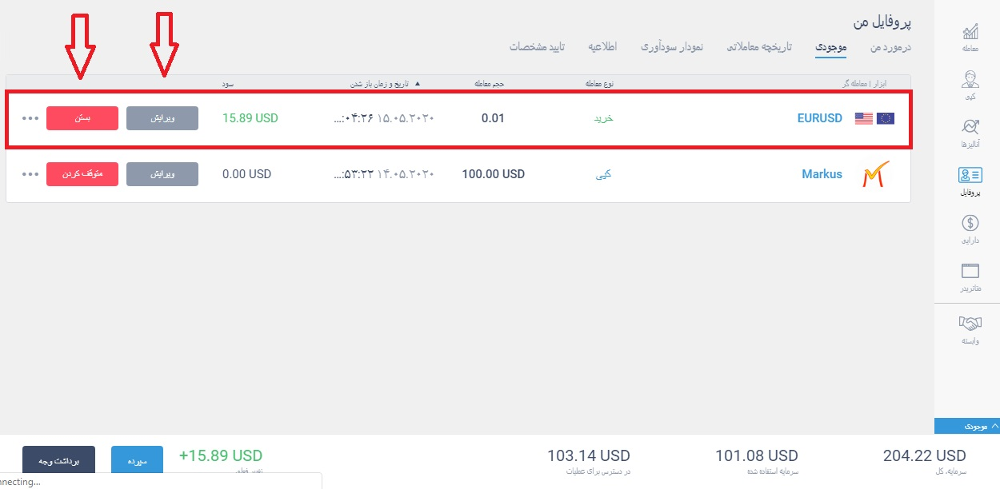 پروفایل من
درمورد من موجودی تاریخچه معاملاتی نمودار سودآوری اطلاعیه تایید مشخصات
ابزار | معامله گر نوع معامله حجم معامله تاریخ و زمان باز شدن ▲ سود
EURUSD خرید 0.01 ۱۵.۰۵.۲۰۲۰ ۰۴:۲۶:... 15.89 USD ویرایش بستن
Markus کپی 100.00 USD ۱۴.۰۵.۲۰۲۰ ۵۳:۲۲:... 0.00 USD ویرایش متوقف کردن
معامله
کپی
آنالیزها
پروفایل
دارایی
متاتریدر
وابسته
موجودی
204.22 USD 101.08 USD 103.14 USD +15.89 USD سپرده برداشت وجه
سرمایه، کل سرمایه استفاده شده در دسترس برای عملیات
nnecting...